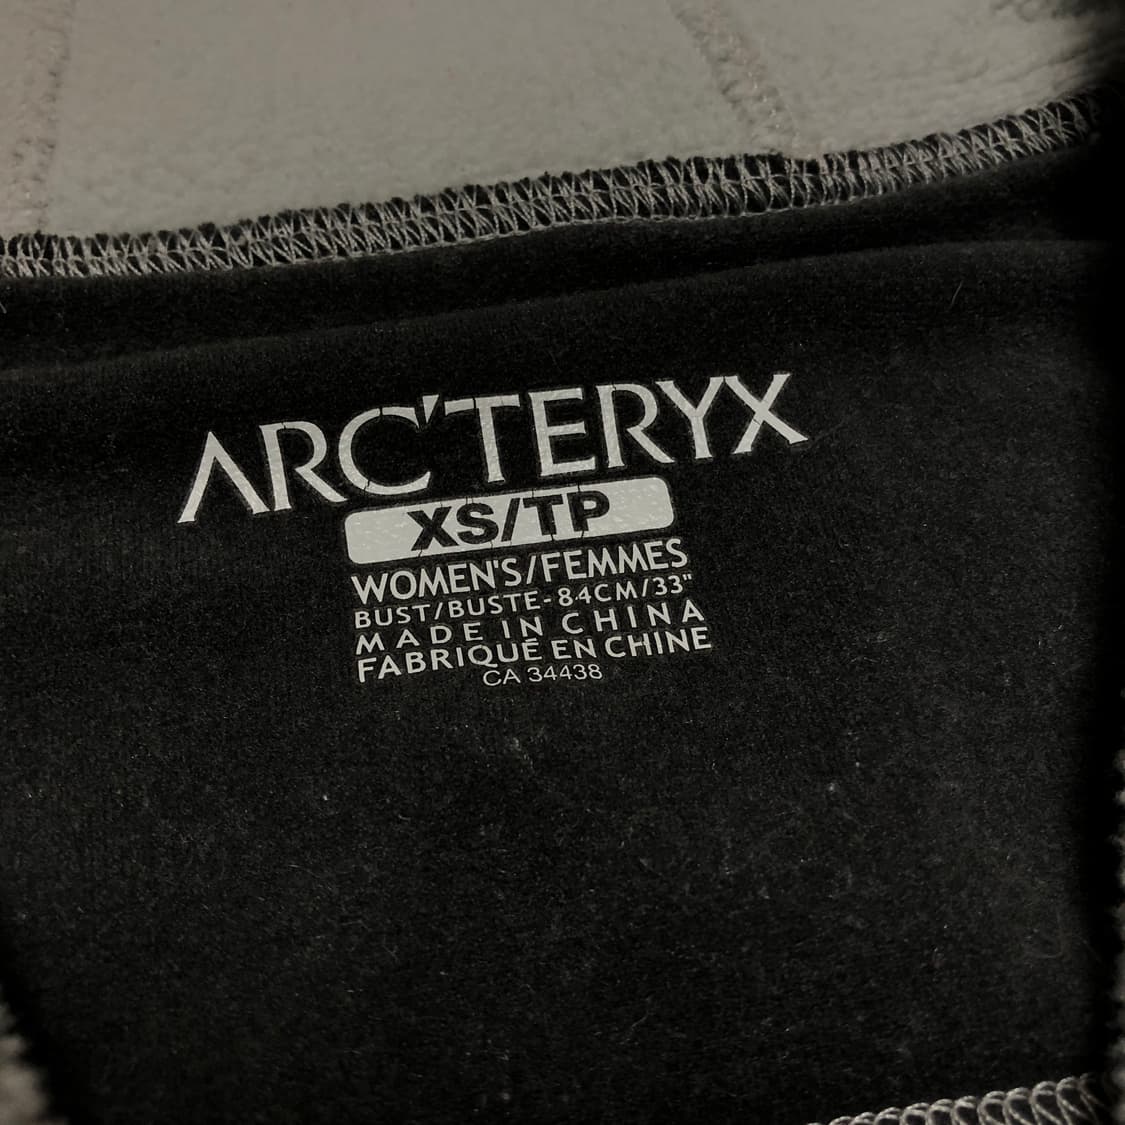 ARC'TERYX
XS/TP
WOMEN'S/FEMMES
BUST/BUSTE-84CM/33"
MADE IN CHINA
FABRIQUÉ EN CHINE
CA 34438